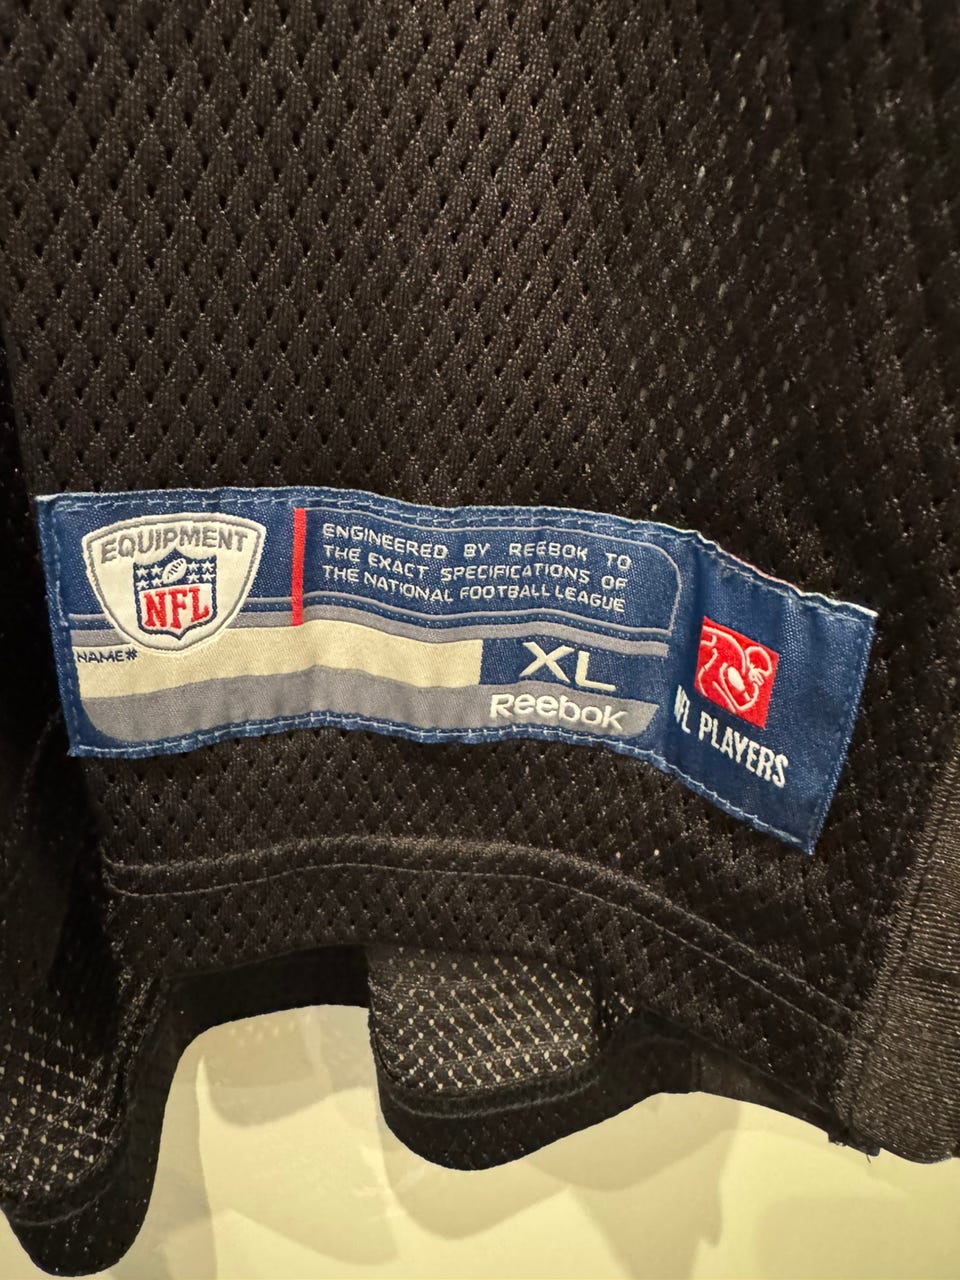 EQUIPMENT
NFL
ENGINEERED BY REEBOK TO
THE EXACT SPECIFICATIONS OF
THE NATIONAL FOOTBALL LEAGUE
NAME#
XL
Reebok
NFL PLAYERS